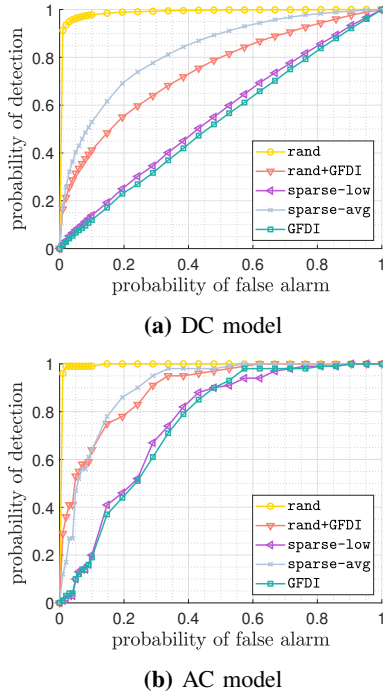 1
0.8
0.6
0.4
0.2
0
probability of detection
rand
rand+GFDI
sparse-low
sparse-avg
GFDI
0 0.2 0.4 0.6 0.8 1
probability of false alarm
(a) DC model
1
0.8
0.6
0.4
0.2
0
probability of detection
rand
rand+GFDI
sparse-low
sparse-avg
GFDI
0 0.2 0.4 0.6 0.8 1
probability of false alarm
(b) AC model